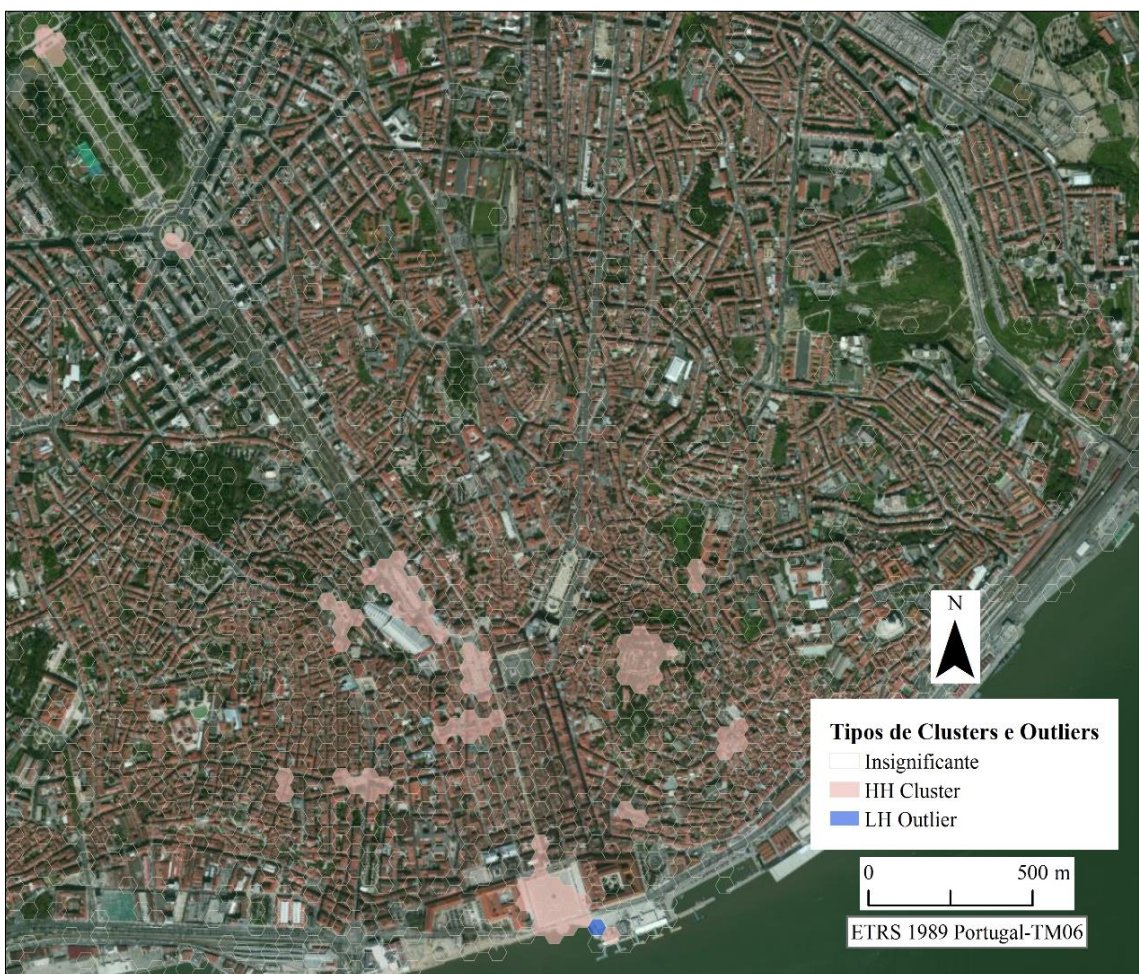 N
Tipos de Clusters e Outliers
Insignificante
HH Cluster
LH Outlier
0 500 m
ETRS 1989 Portugal-TM06